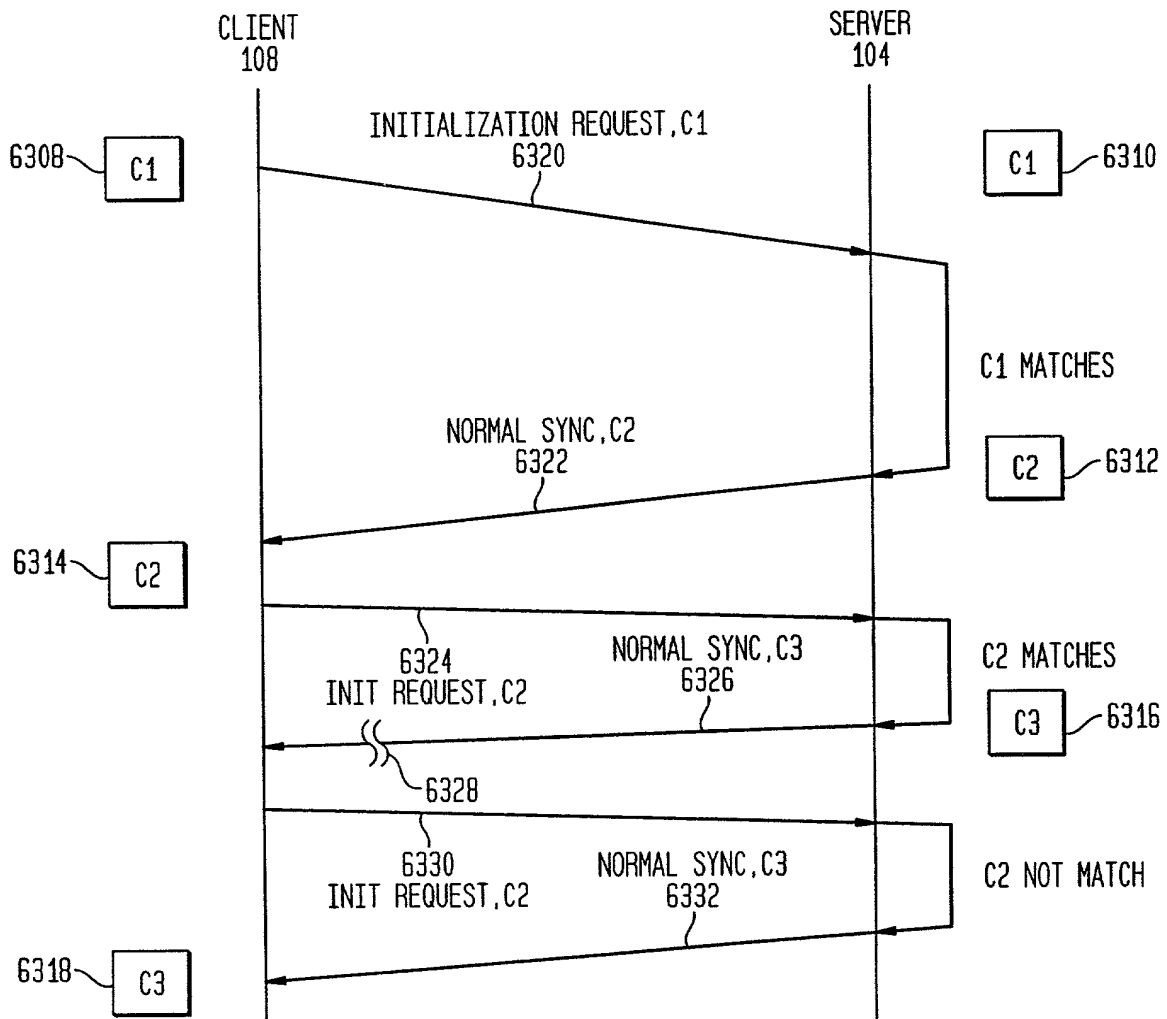 CLIENT
108
SERVER
104
INITIALIZATION REQUEST,C1
6320
6308
C1
C1
6310
C1 MATCHES
NORMAL SYNC,C2
6322
C2
6312
6314
C2
6324
INIT REQUEST,C2
NORMAL SYNC,C3
6326
C2 MATCHES
C3
6316
6328
6330
INIT REQUEST,C2
NORMAL SYNC,C3
6332
C2 NOT MATCH
6318
C3